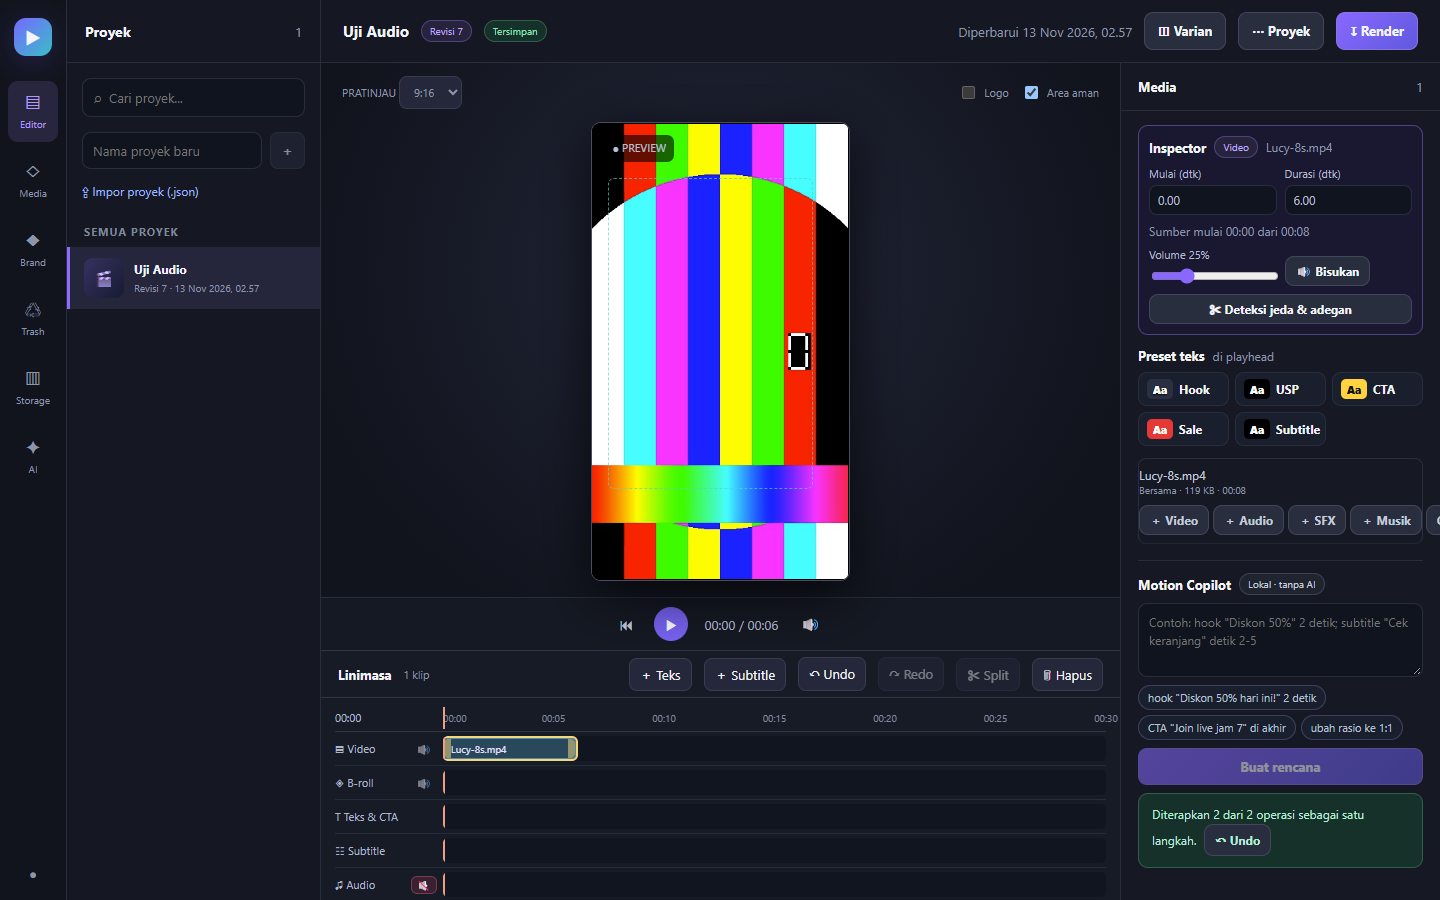 Editor
Media
Brand
Trash
Storage
AI
Proyek 1
Cari proyek...
Nama proyek baru +
Impor proyek (.json)
SEMUA PROYEK
Uji Audio
Revisi 7 · 13 Nov 2026, 02.57
Uji Audio Revisi 7 Tersimpan
Diperbarui 13 Nov 2026, 02.57 Varian ··· Proyek Render
PRATINJAU 9:16 Logo Area aman
● PREVIEW
00:00 / 00:06
Linimasa 1 klip + Teks + Subtitle Undo Redo Split Hapus
00:00 00:00 00:05 00:10 00:15 00:20 00:25 00:30
Video Lucy-8s.mp4
B-roll
T Teks & CTA
Subtitle
Audio
Media 1
Inspector Video Lucy-8s.mp4
Mulai (dtk) Durasi (dtk)
0.00 6.00
Sumber mulai 00:00 dari 00:08
Volume 25%
Bisukan
Deteksi jeda & adegan
Preset teks di playhead
Aa Hook Aa USP Aa CTA
Aa Sale Aa Subtitle
Lucy-8s.mp4
Bersama · 119 KB · 00:08
+ Video + Audio + SFX + Musik
Motion Copilot Lokal · tanpa AI
Contoh: hook "Diskon 50%" 2 detik; subtitle "Cek
keranjang" detik 2-5
hook "Diskon 50% hari ini!" 2 detik
CTA "Join live jam 7" di akhir ubah rasio ke 1:1
Buat rencana
Diterapkan 2 dari 2 operasi sebagai satu
langkah. Undo